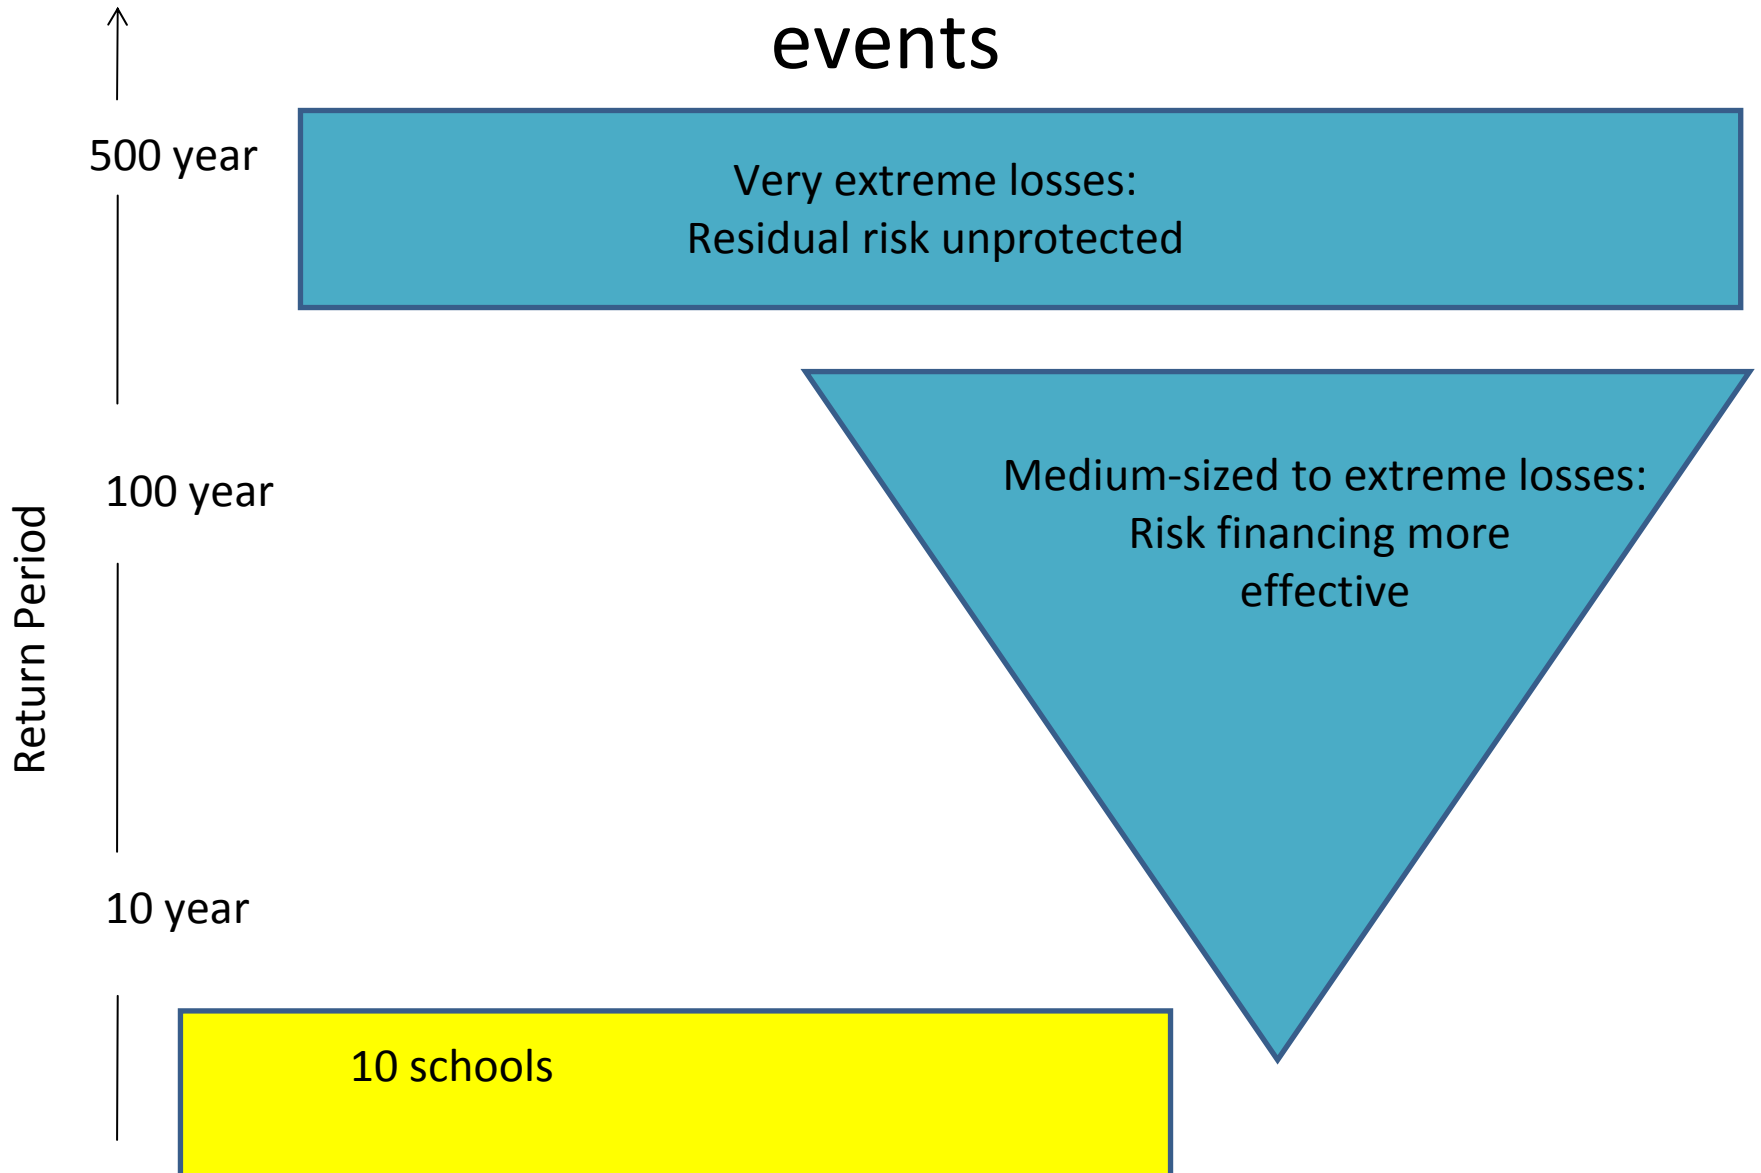 events
500 year
Very extreme losses:
Residual risk unprotected
100 year
Medium-sized to extreme losses:
Risk financing more
effective
Return Period
10 year
10 schools